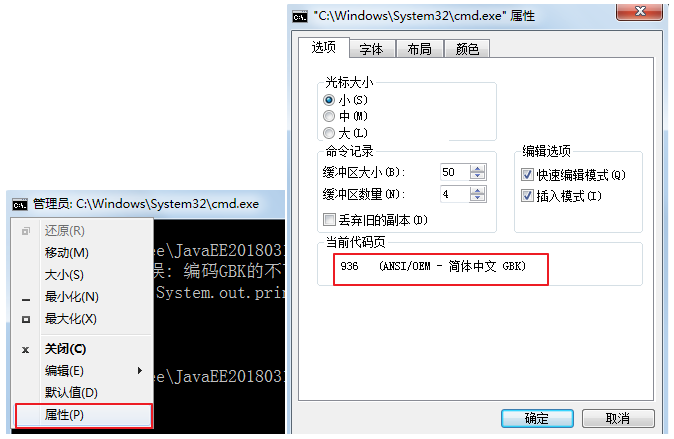 管理员: C:\Windows\System32\cmd.exe
还原(R)
移动(M)
大小(S)
最小化(N)
最大化(X)
关闭(C)
编辑(E)
默认值(D)
属性(P)
ee\JavaEE2018031
误: 编码GBK的不
System.out.prin
ee\JavaEE2018031
"C:\Windows\System32\cmd.exe" 属性
选项 字体 布局 颜色
光标大小
小(S)
中(M)
大(L)
命令记录
缓冲区大小(B): 50
缓冲区数量(N): 4
丢弃旧的副本(D)
编辑选项
快速编辑模式(Q)
插入模式(I)
当前代码页
936 (ANSI/OEM - 简体中文 GBK)
确定 取消